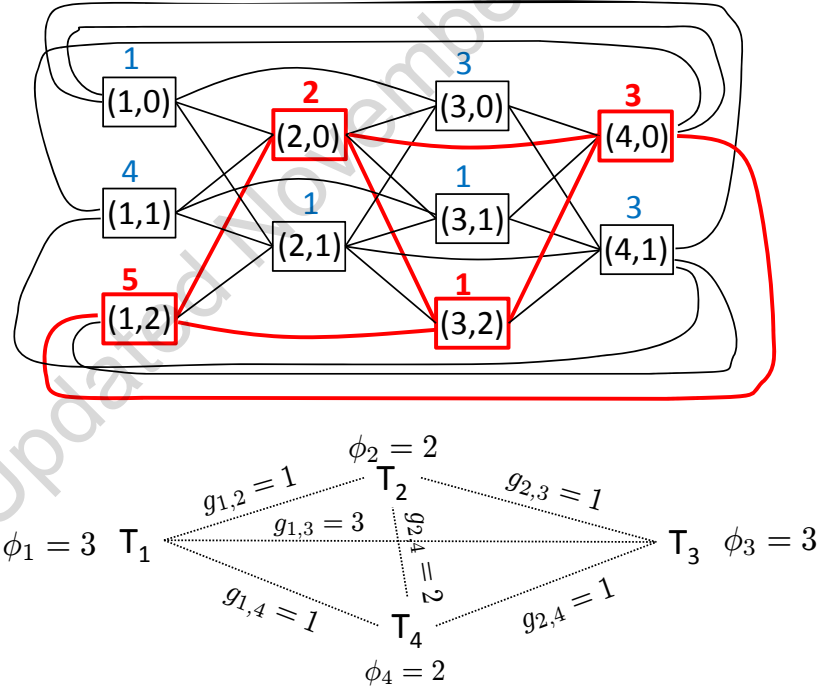 1
3
(1,0)
2
(2,0)
(3,0)
3
(4,0)
4
(1,1)
1
(2,1)
1
(3,1)
3
(4,1)
5
(1,2)
1
(3,2)
Updated Novembe
ϕ₂ = 2
T₂
g₁,₂ = 1
g₂,₃ = 1
ϕ₁ = 3 T₁
g₁,₃ = 3
g₂,₄ = 2
T₃ ϕ₃ = 3
g₁,₄ = 1
g₂,₄ = 1
T₄
ϕ₄ = 2